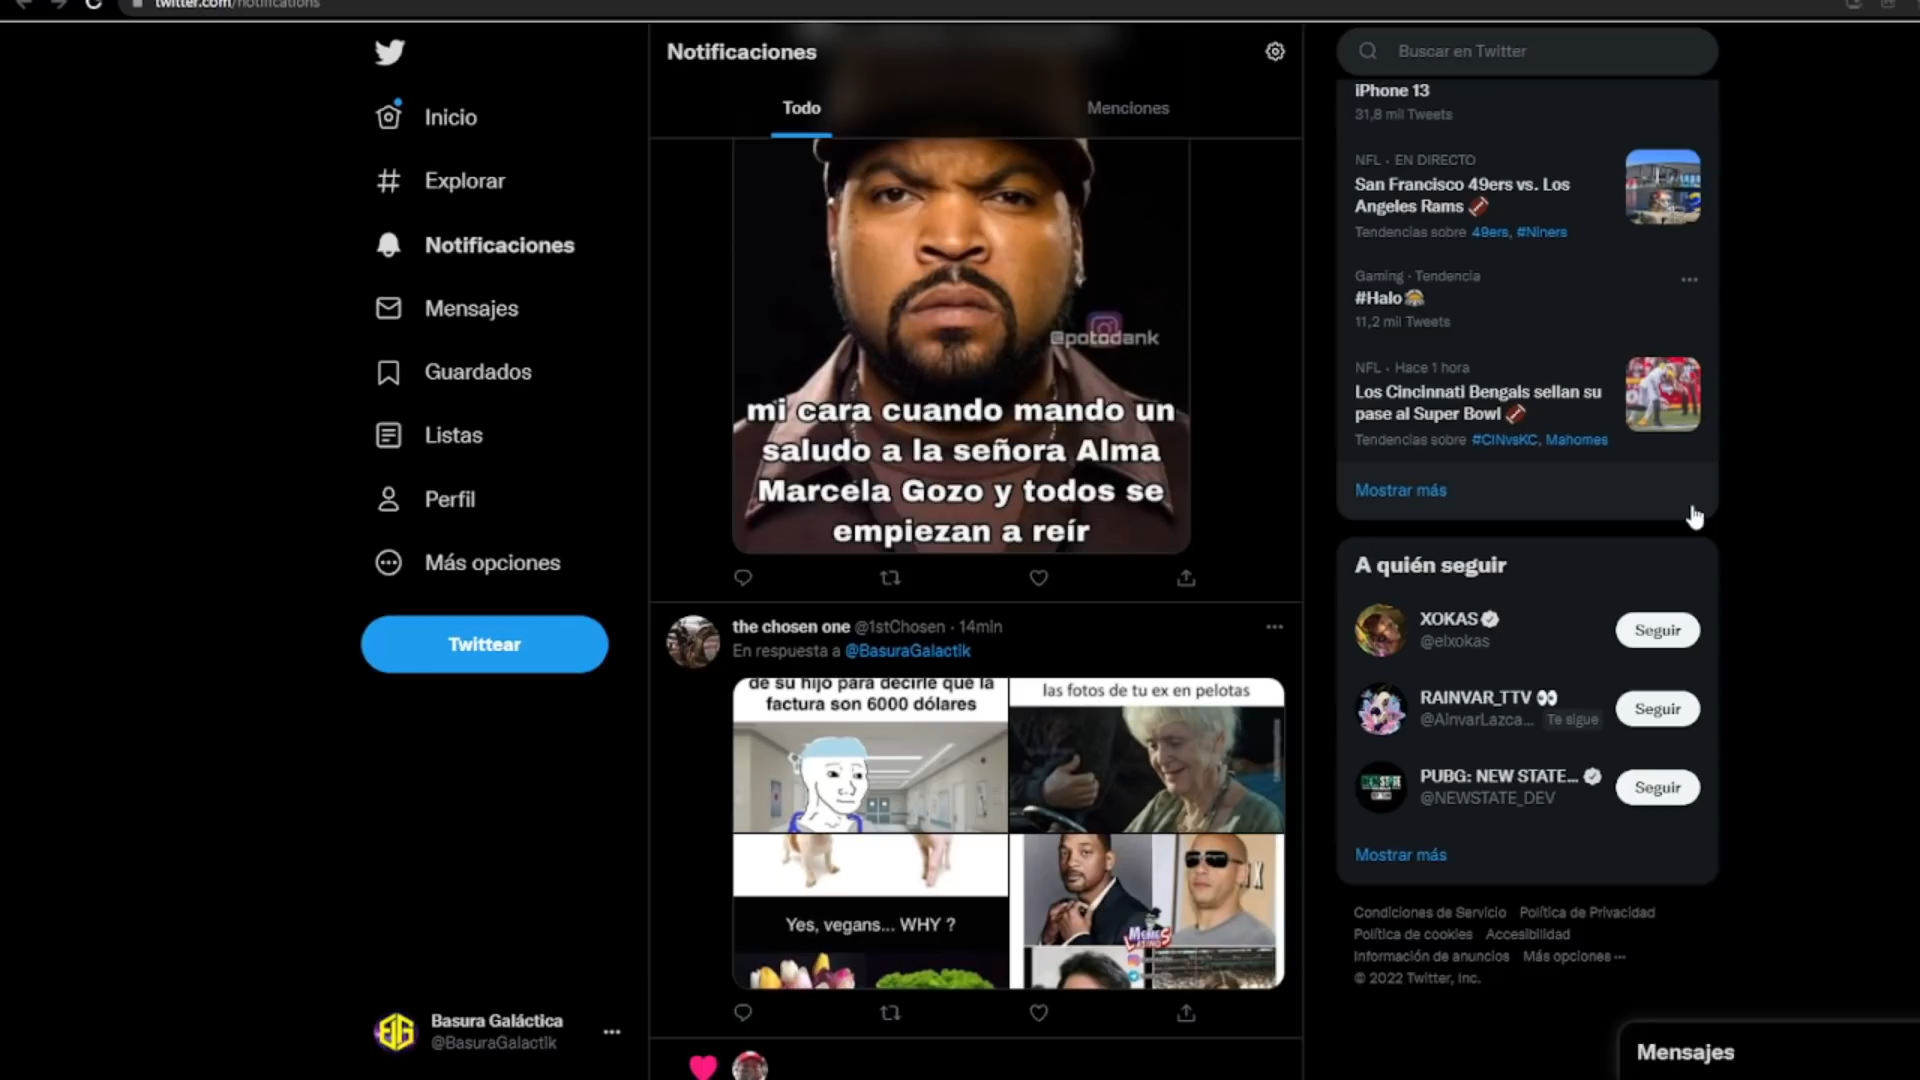 twitter.com/notifications
Inicio
Explorar
Notificaciones
Mensajes
Guardados
Listas
Perfil
Más opciones
Twittear
Basura Galáctica
@BasuraGalactik
Notificaciones
Todo
Menciones
@potodank
mi cara cuando mando un
saludo a la señora Alma
Marcela Gozo y todos se
empiezan a reír
the chosen one @1stChosen · 14min
En respuesta a @BasuraGalactik
de su hijo para decirle que la
factura son 6000 dólares
las fotos de tu ex en pelotas
Yes, vegans... WHY ?
MEMES
LATINO
Buscar en Twitter
iPhone 13
31,8 mil Tweets
NFL · EN DIRECTO
San Francisco 49ers vs. Los
Angeles Rams 🏈
Tendencias sobre 49ers, #Niners
Gaming · Tendencia
#Halo
11,2 mil Tweets
NFL · Hace 1 hora
Los Cincinnati Bengals sellan su
pase al Super Bowl 🏈
Tendencias sobre #CINvsKC, Mahomes
Mostrar más
A quién seguir
XOKAS
@elxokas
Seguir
RAINVAR_TTV 👀
@AinvarLazca... Te sigue
Seguir
PUBG: NEW STATE...
@NEWSTATE_DEV
Seguir
Mostrar más
Condiciones de Servicio Política de Privacidad
Política de cookies Accesibilidad
Información de anuncios Más opciones ···
© 2022 Twitter, Inc.
Mensajes